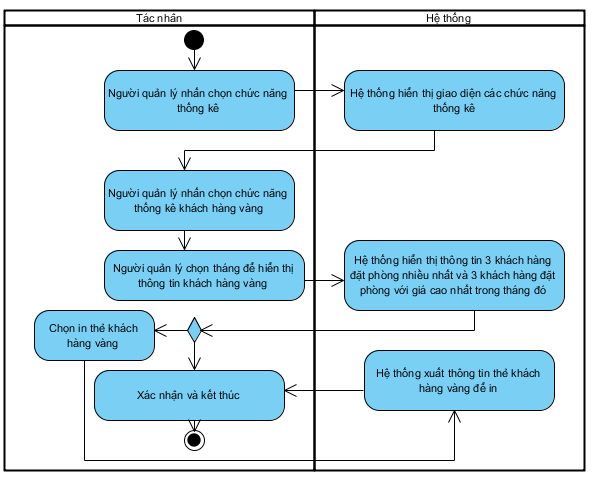 Tác nhân
Hệ thống
Người quản lý nhấn chọn chức năng
thống kê
Hệ thống hiển thị giao diện các chức năng
thống kê
Người quản lý nhấn chọn chức năng
thống kê khách hàng vàng
Người quản lý chọn tháng để hiển thị
thông tin khách hàng vàng
Hệ thống hiển thị thông tin 3 khách hàng
đặt phòng nhiều nhất và 3 khách hàng đặt
phòng với giá cao nhất trong tháng đó
Chọn in thẻ khách
hàng vàng
Hệ thống xuất thông tin thẻ khách
hàng vàng để in
Xác nhận và kết thúc